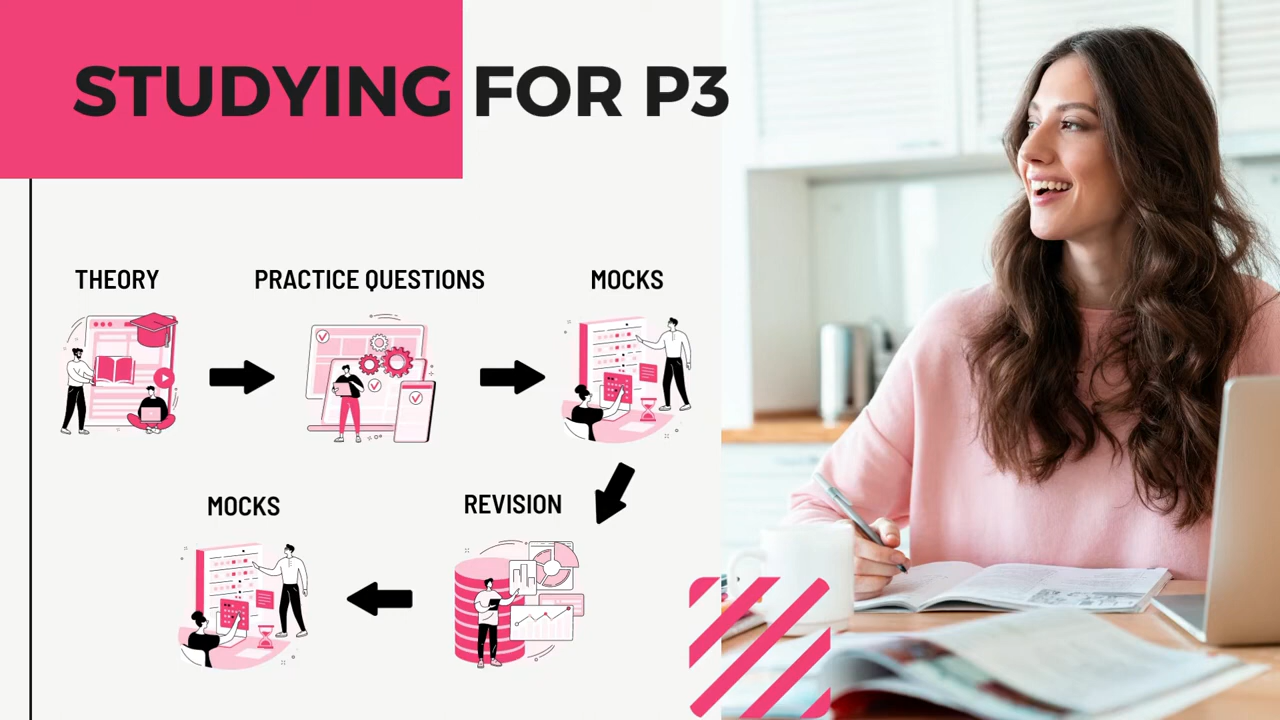 STUDYING FOR P3
THEORY
PRACTICE QUESTIONS
MOCKS
REVISION
MOCKS